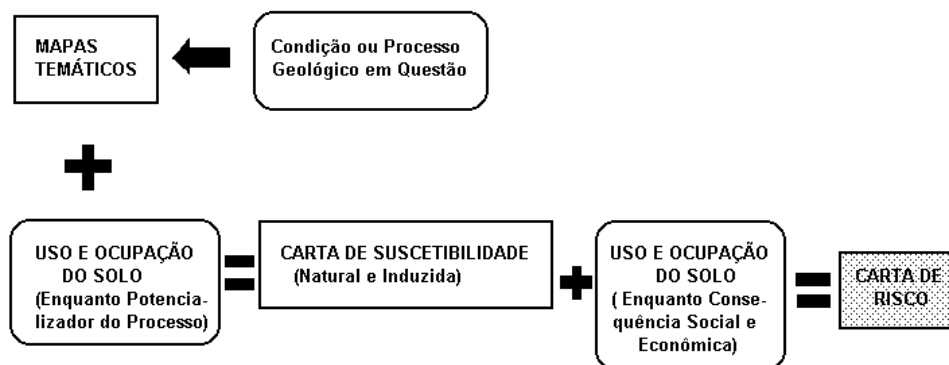 MAPAS
TEMÁTICOS
Condição ou Processo
Geológico em Questão
USO E OCUPAÇÃO
DO SOLO
(Enquanto Potencia-
lizador do Processo)
CARTA DE SUSCETIBILIDADE
(Natural e Induzida)
USO E OCUPAÇÃO
DO SOLO
( Enquanto Conse-
quência Social e
Econômica)
CARTA DE
RISCO